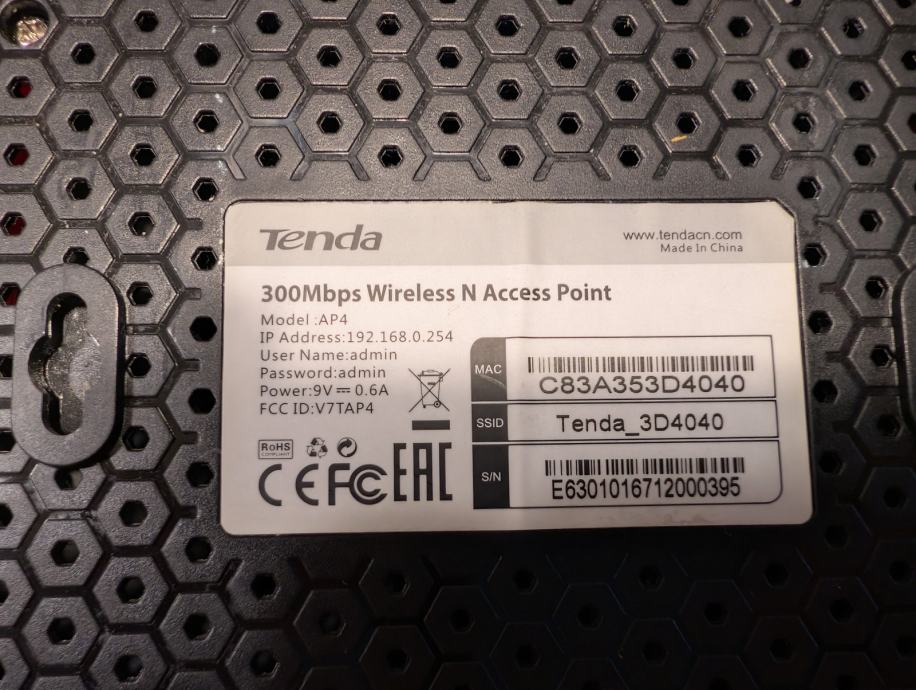 Tenda
www.tendacn.com
Made In China
300Mbps Wireless N Access Point
Model :AP4
IP Address:192.168.0.254
User Name:admin
Password:admin
Power:9V⎓0.6A
FCC ID:V7TAP4
RoHS
COMPLIANT
CE FC EAC
MAC
C83A353D4040
SSID
Tenda_3D4040
S/N
E6301016712000395